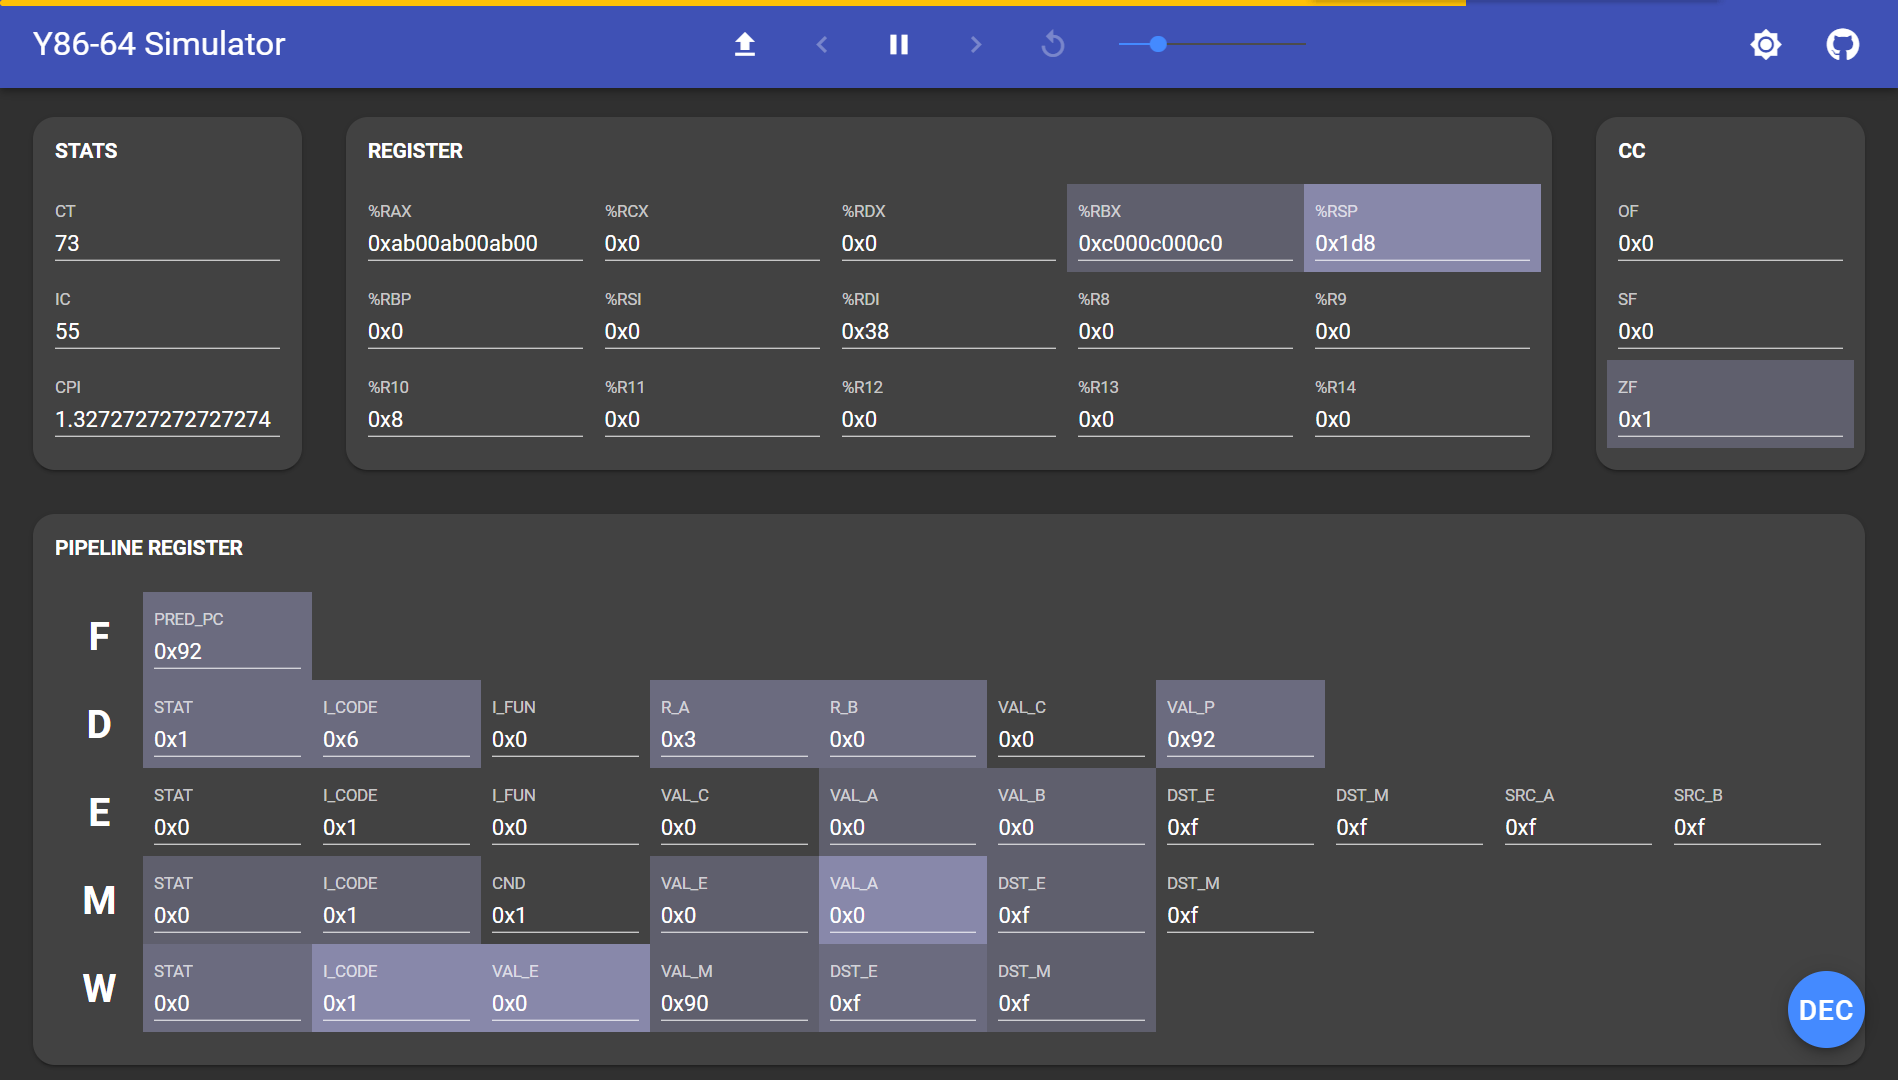 Y86-64 Simulator
STATS
REGISTER
CC
CT
%RAX
%RCX
%RDX
%RBX
%RSP
OF
73
0xab00ab00ab00
0x0
0x0
0xc000c000c0
0x1d8
0x0
IC
%RBP
%RSI
%RDI
%R8
%R9
SF
55
0x0
0x0
0x38
0x0
0x0
0x0
CPI
%R10
%R11
%R12
%R13
%R14
ZF
1.3272727272727274
0x8
0x0
0x0
0x0
0x0
0x1
PIPELINE REGISTER
F
PRED_PC
0x92
D
STAT I_CODE I_FUN R_A R_B VAL_C VAL_P
0x1 0x6 0x0 0x3 0x0 0x0 0x92
E
STAT I_CODE I_FUN VAL_C VAL_A VAL_B DST_E DST_M SRC_A SRC_B
0x0 0x1 0x0 0x0 0x0 0x0 0xf 0xf 0xf 0xf
M
STAT I_CODE CND VAL_E VAL_A DST_E DST_M
0x0 0x1 0x1 0x0 0x0 0xf 0xf
W
STAT I_CODE VAL_E VAL_M DST_E DST_M
0x0 0x1 0x0 0x90 0xf 0xf
DEC